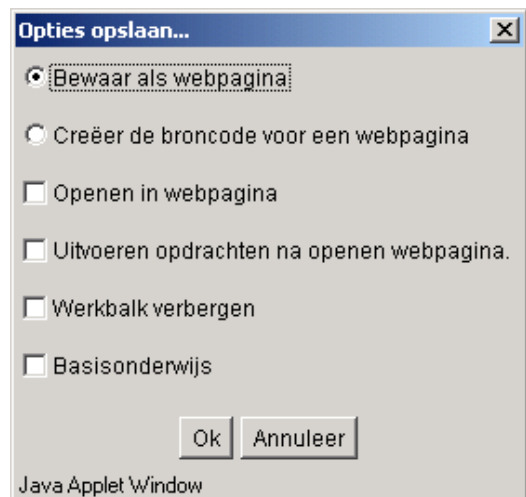 Opties opslaan...
Bewaar als webpagina
Creëer de broncode voor een webpagina
Openen in webpagina
Uitvoeren opdrachten na openen webpagina.
Werkbalk verbergen
Basisonderwijs
Ok Annuleer
Java Applet Window